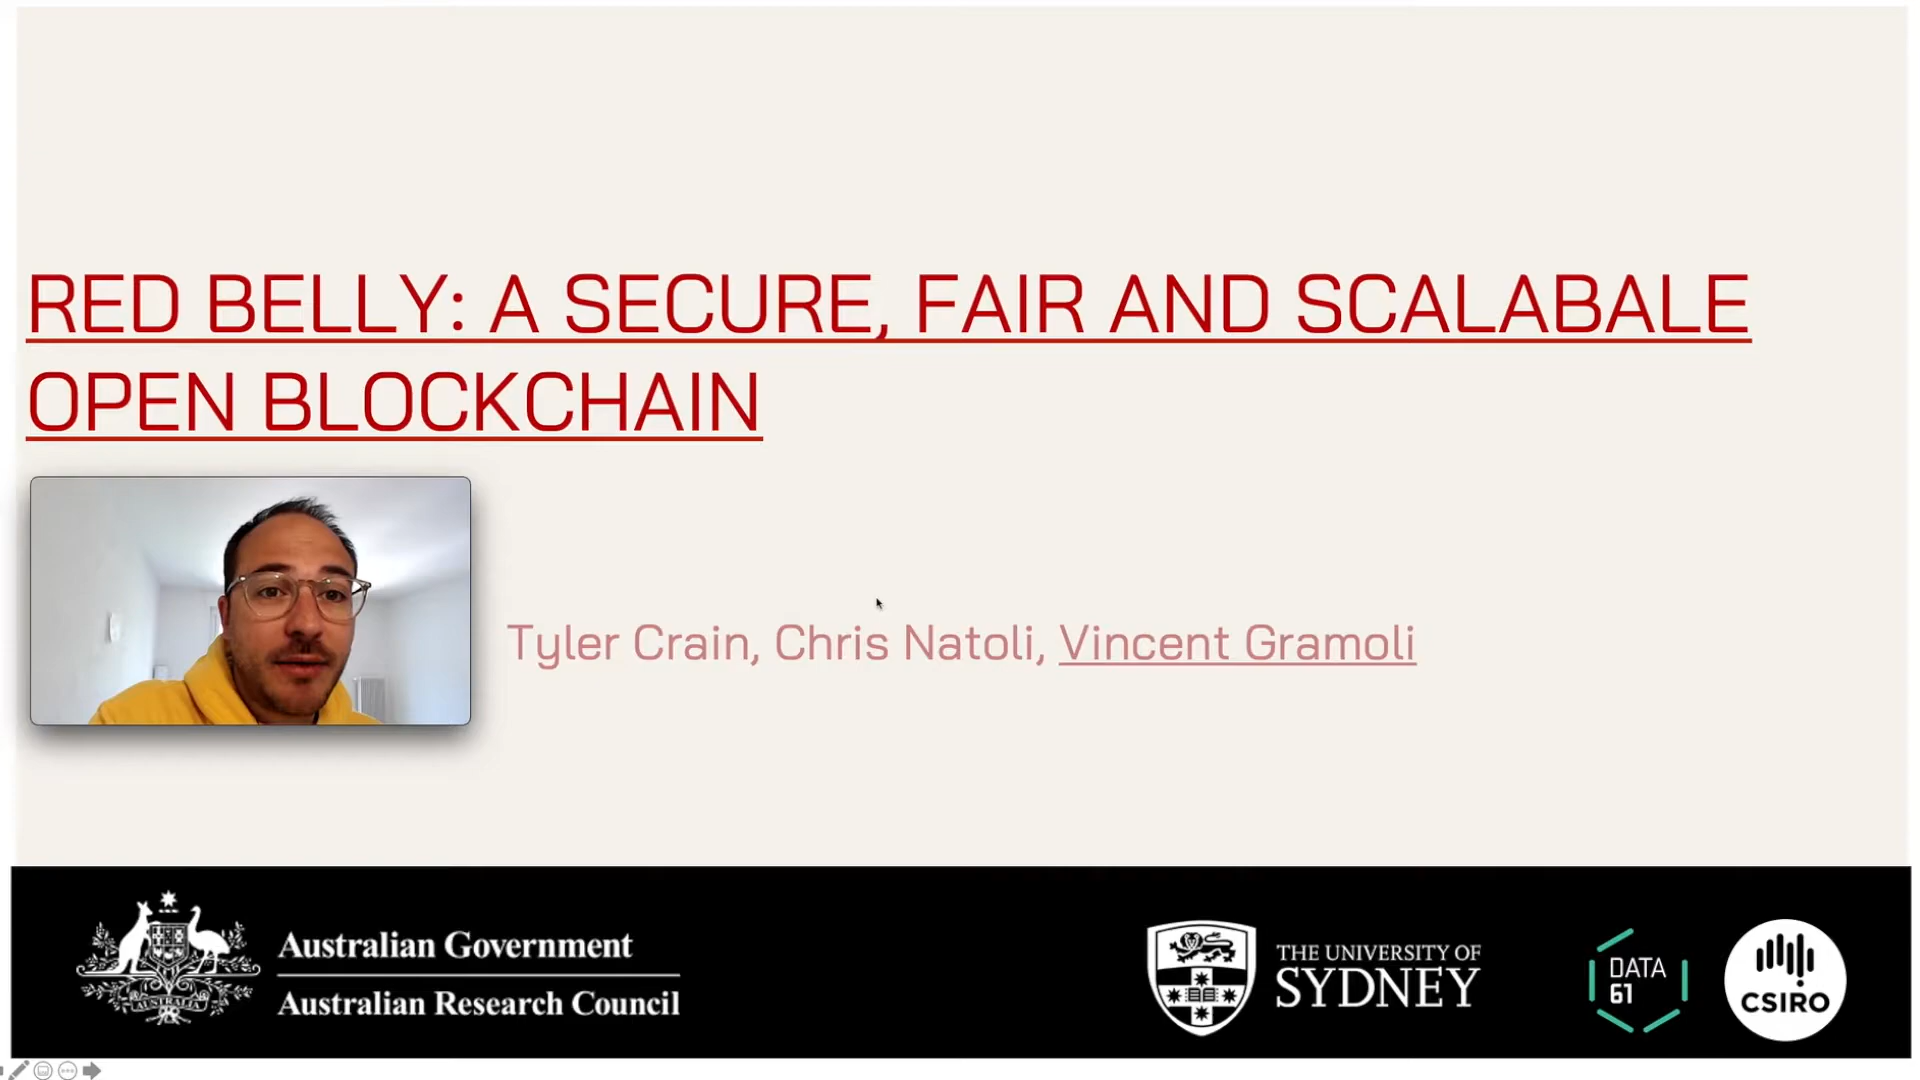 RED BELLY: A SECURE, FAIR AND SCALABALE
OPEN BLOCKCHAIN
Tyler Crain, Chris Natoli, Vincent Gramoli
AUSTRALIA
Australian Government
Australian Research Council
THE UNIVERSITY OF
SYDNEY
DATA
61
CSIRO